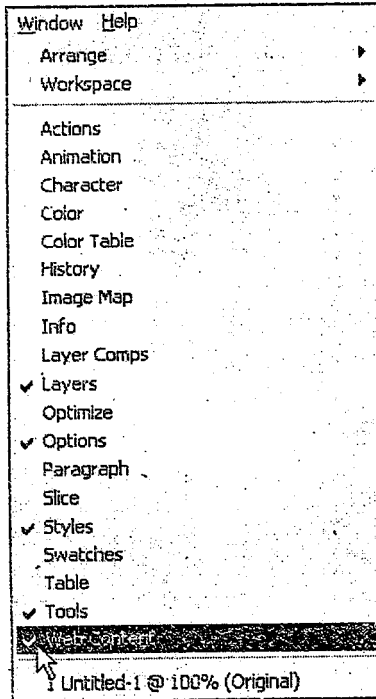 Window Help
Arrange
Workspace
Actions
Animation
Character
Color
Color Table
History
Image Map
Info
Layer Comps
Layers
Optimize
Options
Paragraph
Slice
Styles
Swatches
Table
Tools
Web Content
1 Untitled-1 @ 100% (Original)